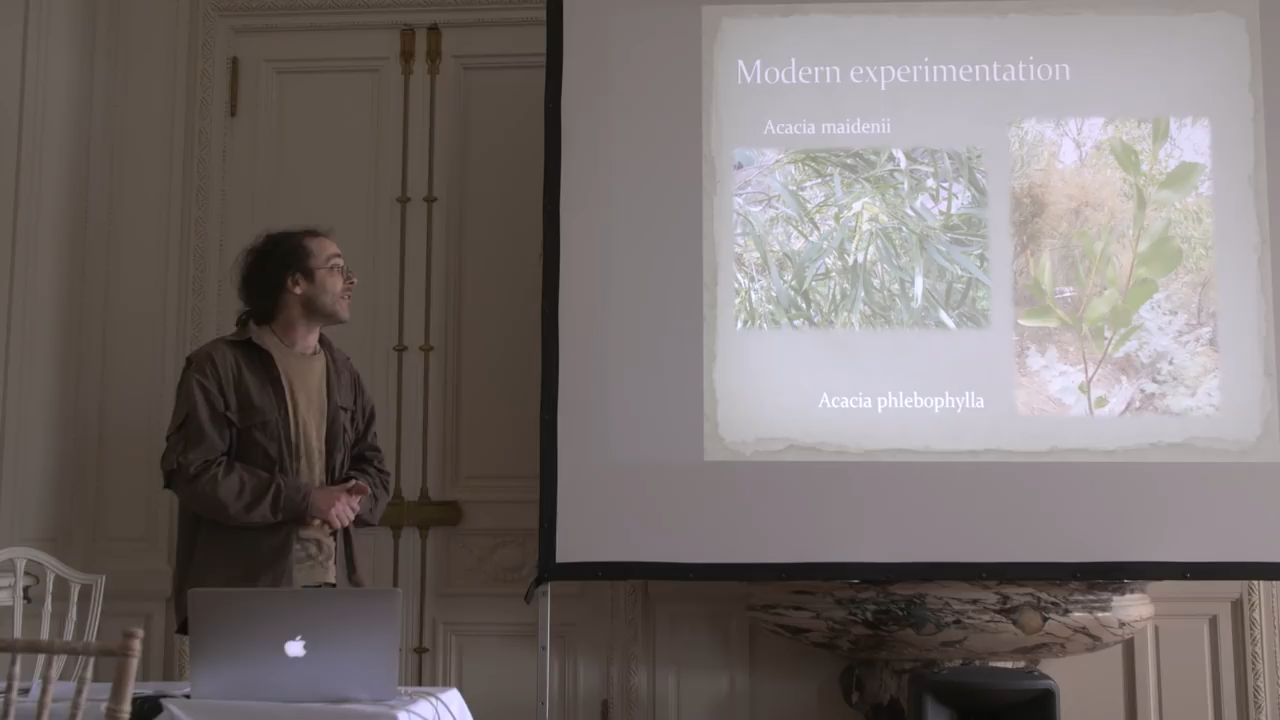 Modern experimentation
Acacia maidenii
Acacia phlebophylla